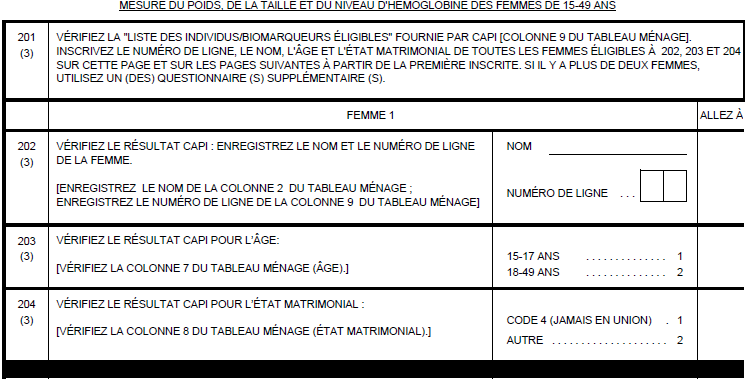 MESURE DU POIDS, DE LA TAILLE ET DU NIVEAU D'HÉMOGLOBINE DES FEMMES DE 15-49 ANS
201
(3)
VÉRIFIEZ LA "LISTE DES INDIVIDUS/BIOMARQUEURS ÉLIGIBLES" FOURNIE PAR CAPI [COLONNE 9 DU TABLEAU MÉNAGE].
INSCRIVEZ LE NUMÉRO DE LIGNE, LE NOM, L'ÂGE ET L'ÉTAT MATRIMONIAL DE TOUTES LES FEMMES ÉLIGIBLES À 202, 203 ET 204
SUR CETTE PAGE ET SUR LES PAGES SUIVANTES À PARTIR DE LA PREMIÈRE INSCRITE. SI IL Y A PLUS DE DEUX FEMMES,
UTILISEZ UN (DES) QUESTIONNAIRE (S) SUPPLÉMENTAIRE (S).
FEMME 1
ALLEZ À
202
(3)
VÉRIFIEZ LE RÉSULTAT CAPI : ENREGISTREZ LE NOM ET LE NUMÉRO DE LIGNE
DE LA FEMME.
[ENREGISTREZ LE NOM DE LA COLONNE 2 DU TABLEAU MÉNAGE ;
ENREGISTREZ LE NUMÉRO DE LIGNE DE LA COLONNE 9 DU TABLEAU MÉNAGE]
NOM
NUMÉRO DE LIGNE . . .
203
(3)
VÉRIFIEZ LE RÉSULTAT CAPI POUR L'ÂGE:
[VÉRIFIEZ LA COLONNE 7 DU TABLEAU MÉNAGE (ÂGE).]
15-17 ANS . . . . . . . . . . . . . . 1
18-49 ANS . . . . . . . . . . . . . . 2
204
(3)
VÉRIFIEZ LE RÉSULTAT CAPI POUR L'ÉTAT MATRIMONIAL :
[VÉRIFIEZ LA COLONNE 8 DU TABLEAU MÉNAGE (ÉTAT MATRIMONIAL).]
CODE 4 (JAMAIS EN UNION) . 1
AUTRE . . . . . . . . . . . . . . . . . . . . 2